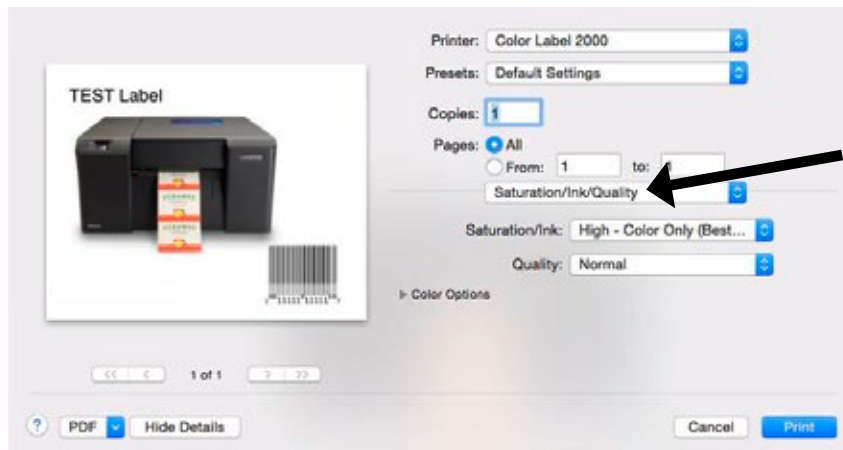 Printer: Color Label 2000
Presets: Default Settings
Copies: 1
Pages: All
From: 1 to: 1
Saturation/Ink/Quality
Saturation/Ink: High - Color Only (Best...
Quality: Normal
Color Options
TEST Label
<< < 1 of 1 > >>
? PDF Hide Details Cancel Print